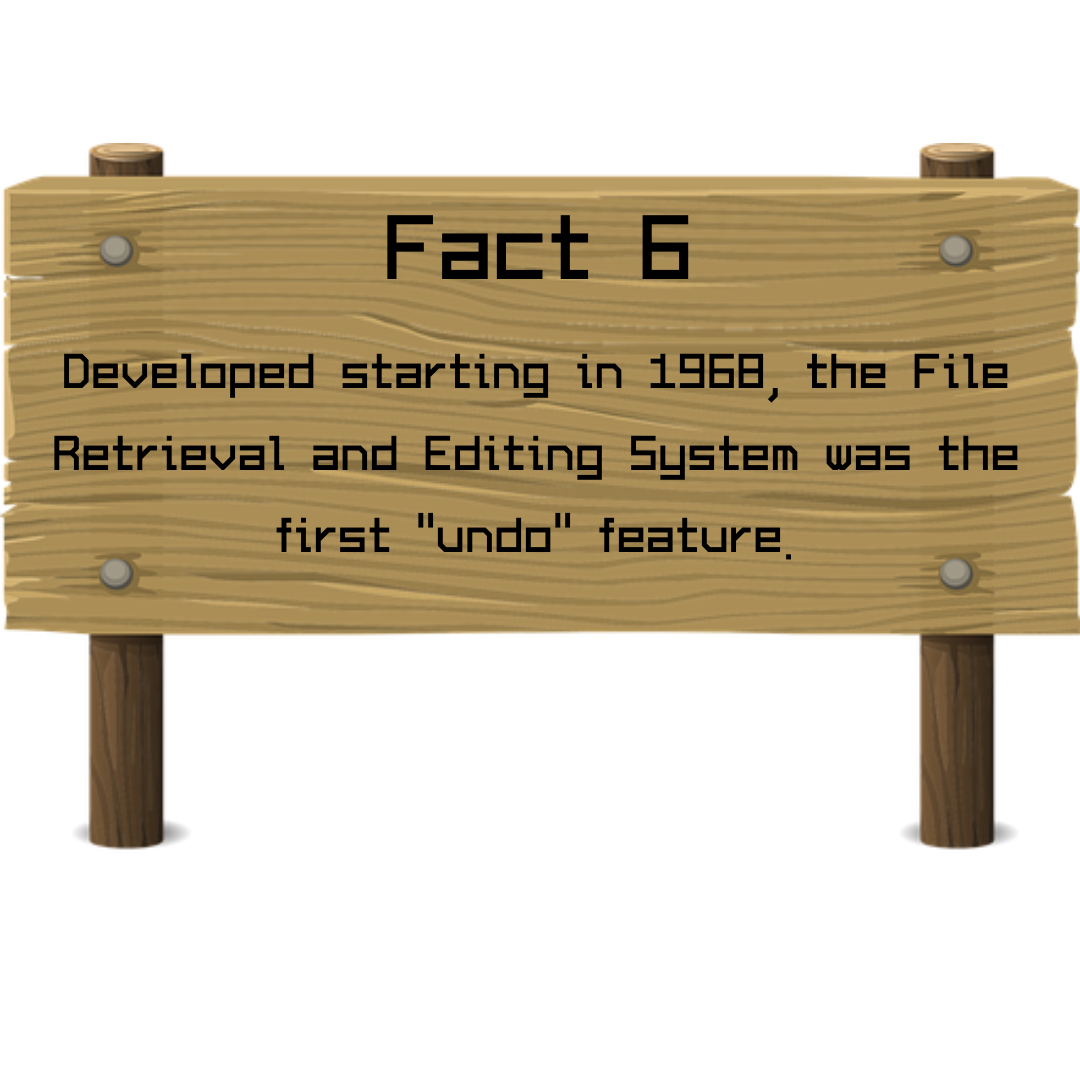 Fact 6
Developed starting in 1968, the File
Retrieval and Editing System was the
first "undo" feature.